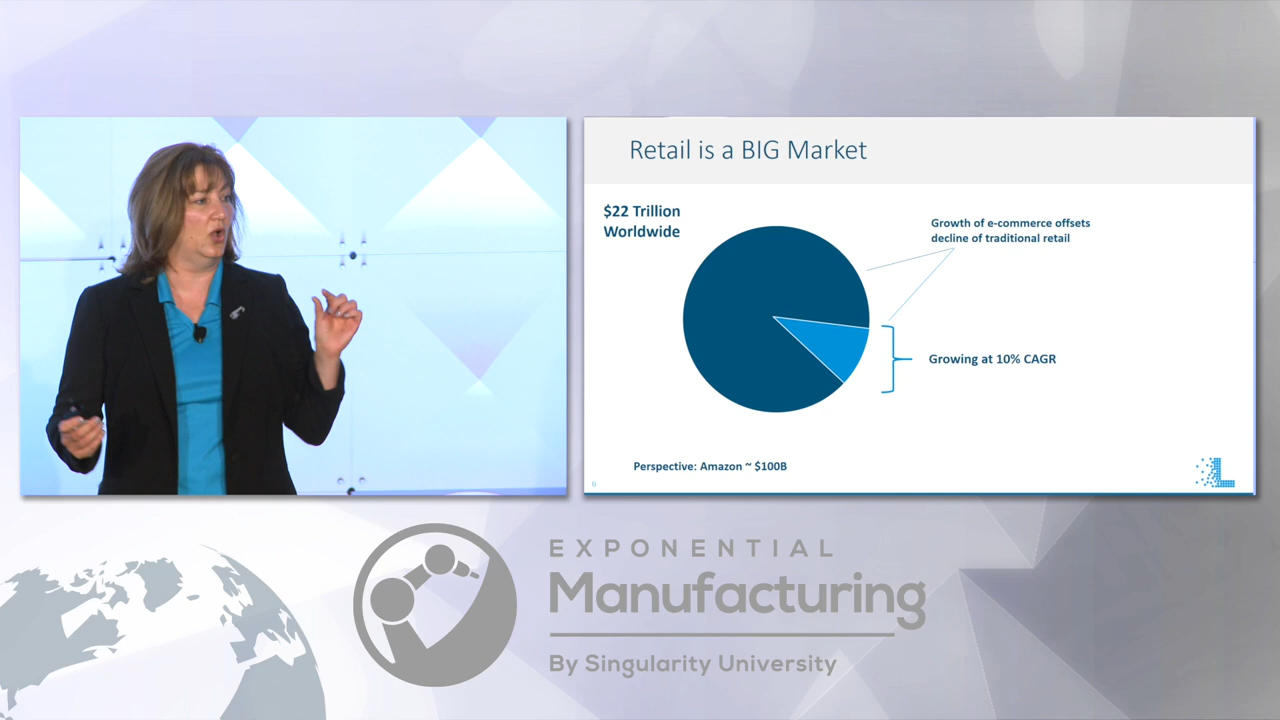 Retail is a BIG Market
$22 Trillion
Worldwide
Growth of e-commerce offsets
decline of traditional retail
Growing at 10% CAGR
Perspective: Amazon ~ $100B
6
L
EXPONENTIAL
Manufacturing
By Singularity University